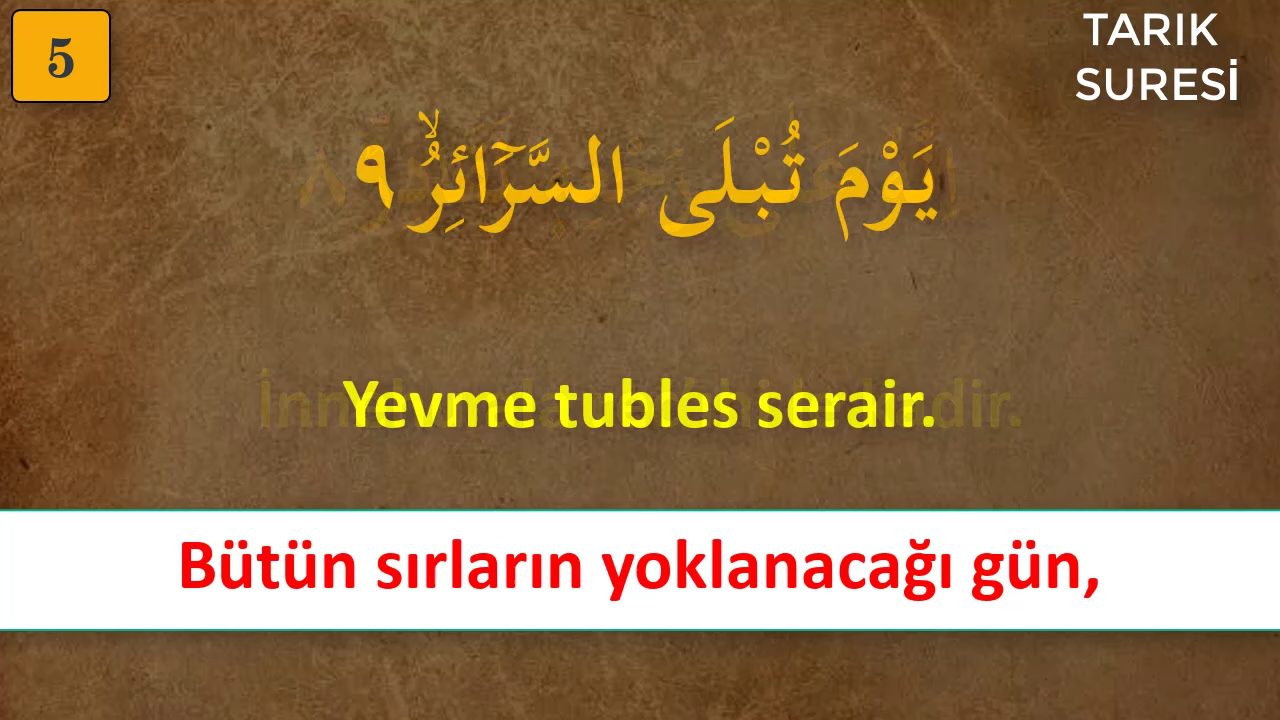 5
TARIK
SURESİ
يَوْمَ تُبْلَى السَّرَٓائِرُۙ ٩
Yevme tubles serair.
Bütün sırların yoklanacağı gün,